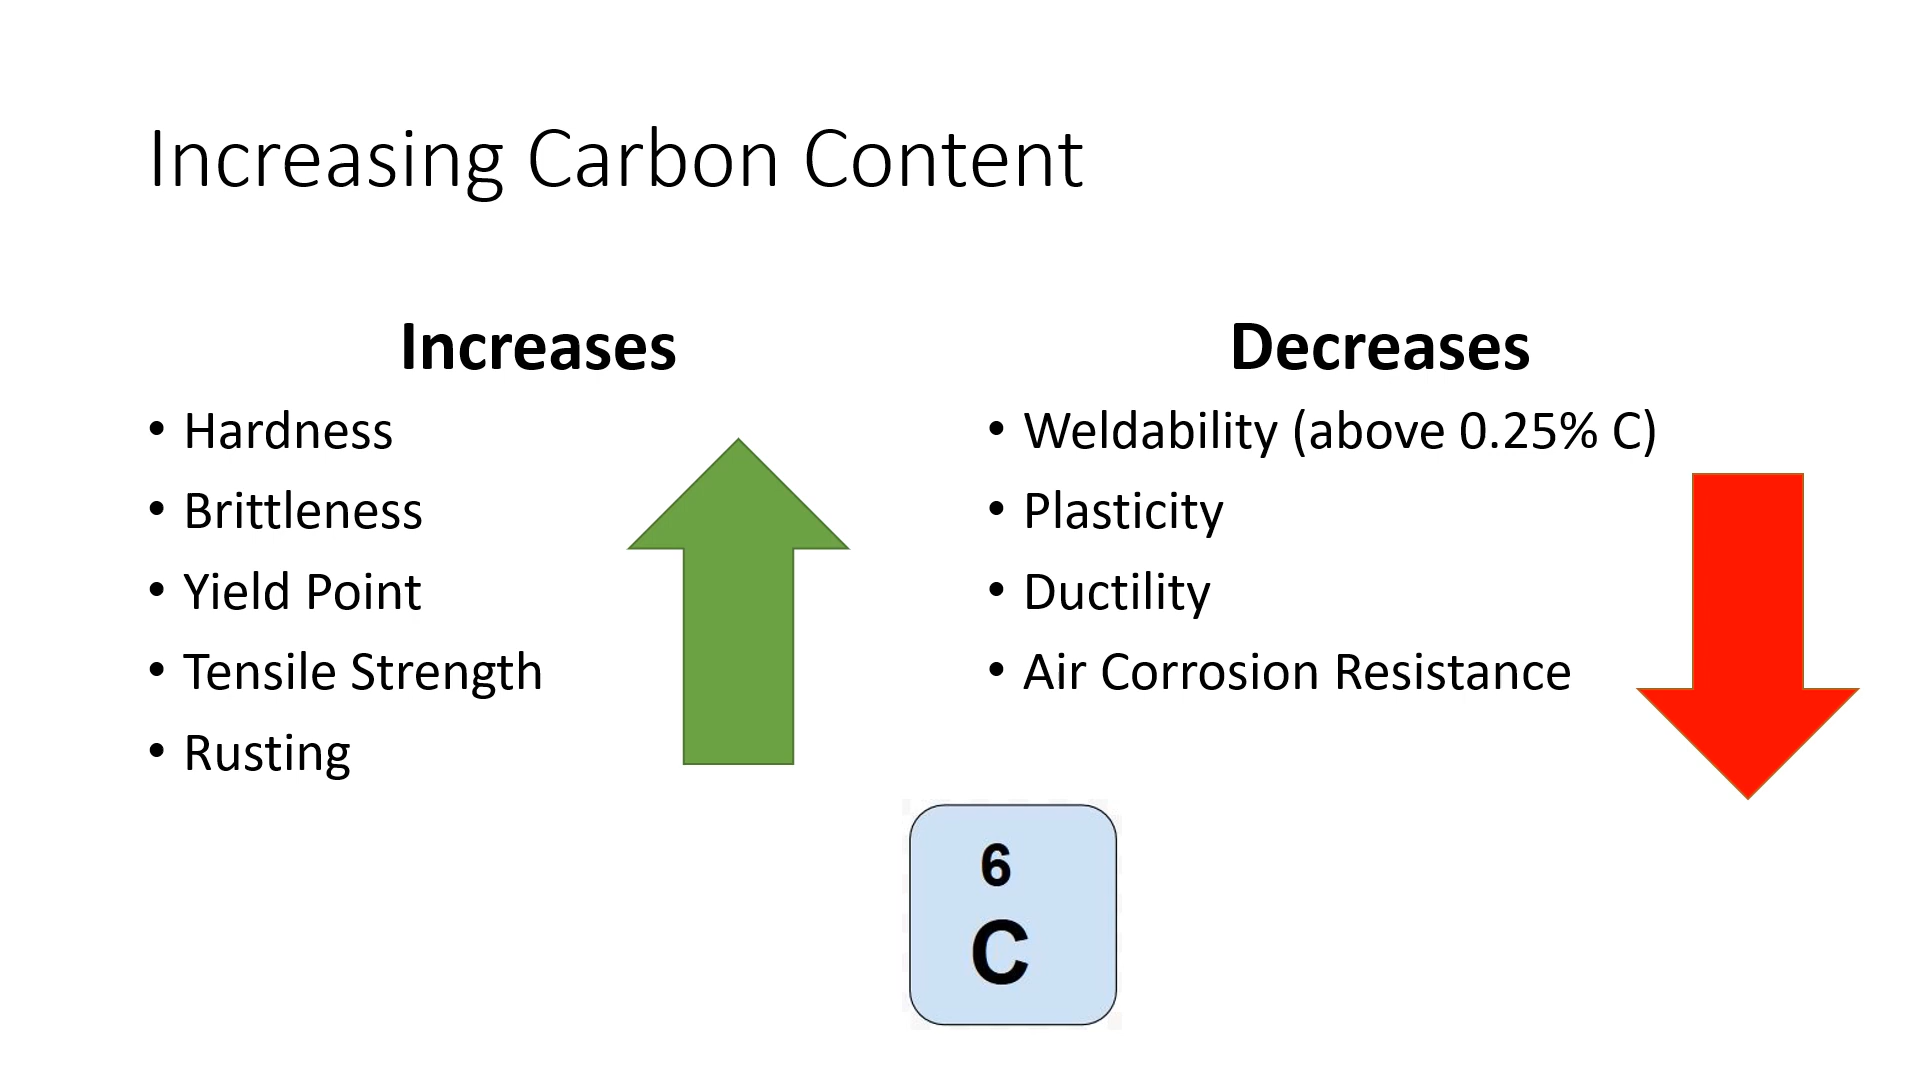 Increasing Carbon Content
Increases
• Hardness
• Brittleness
• Yield Point
• Tensile Strength
• Rusting
Decreases
• Weldability (above 0.25% C)
• Plasticity
• Ductility
• Air Corrosion Resistance
6
C